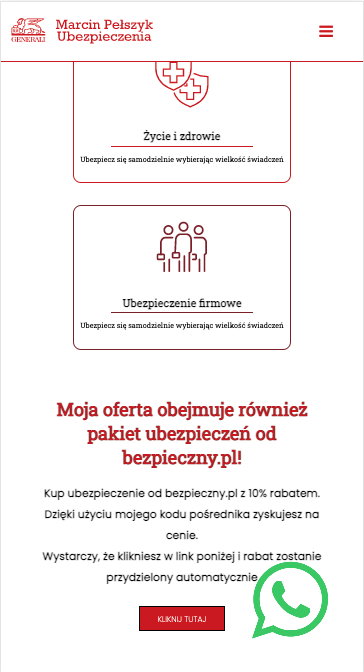 GENERALI
Marcin Pełszyk
Ubezpieczenia
Życie i zdrowie
Ubezpiecz się samodzielnie wybierając wielkość świadczeń
Ubezpieczenie firmowe
Ubezpiecz się samodzielnie wybierając wielkość świadczeń
Moja oferta obejmuje również
pakiet ubezpieczeń od
bezpieczny.pl!
Kup ubezpieczenie od bezpieczny.pl z 10% rabatem.
Dzięki użyciu mojego kodu pośrednika zyskujesz na
cenie.
Wystarczy, że klikniesz w link poniżej i rabat zostanie
przydzielony automatycznie
KLIKNIJ TUTAJ